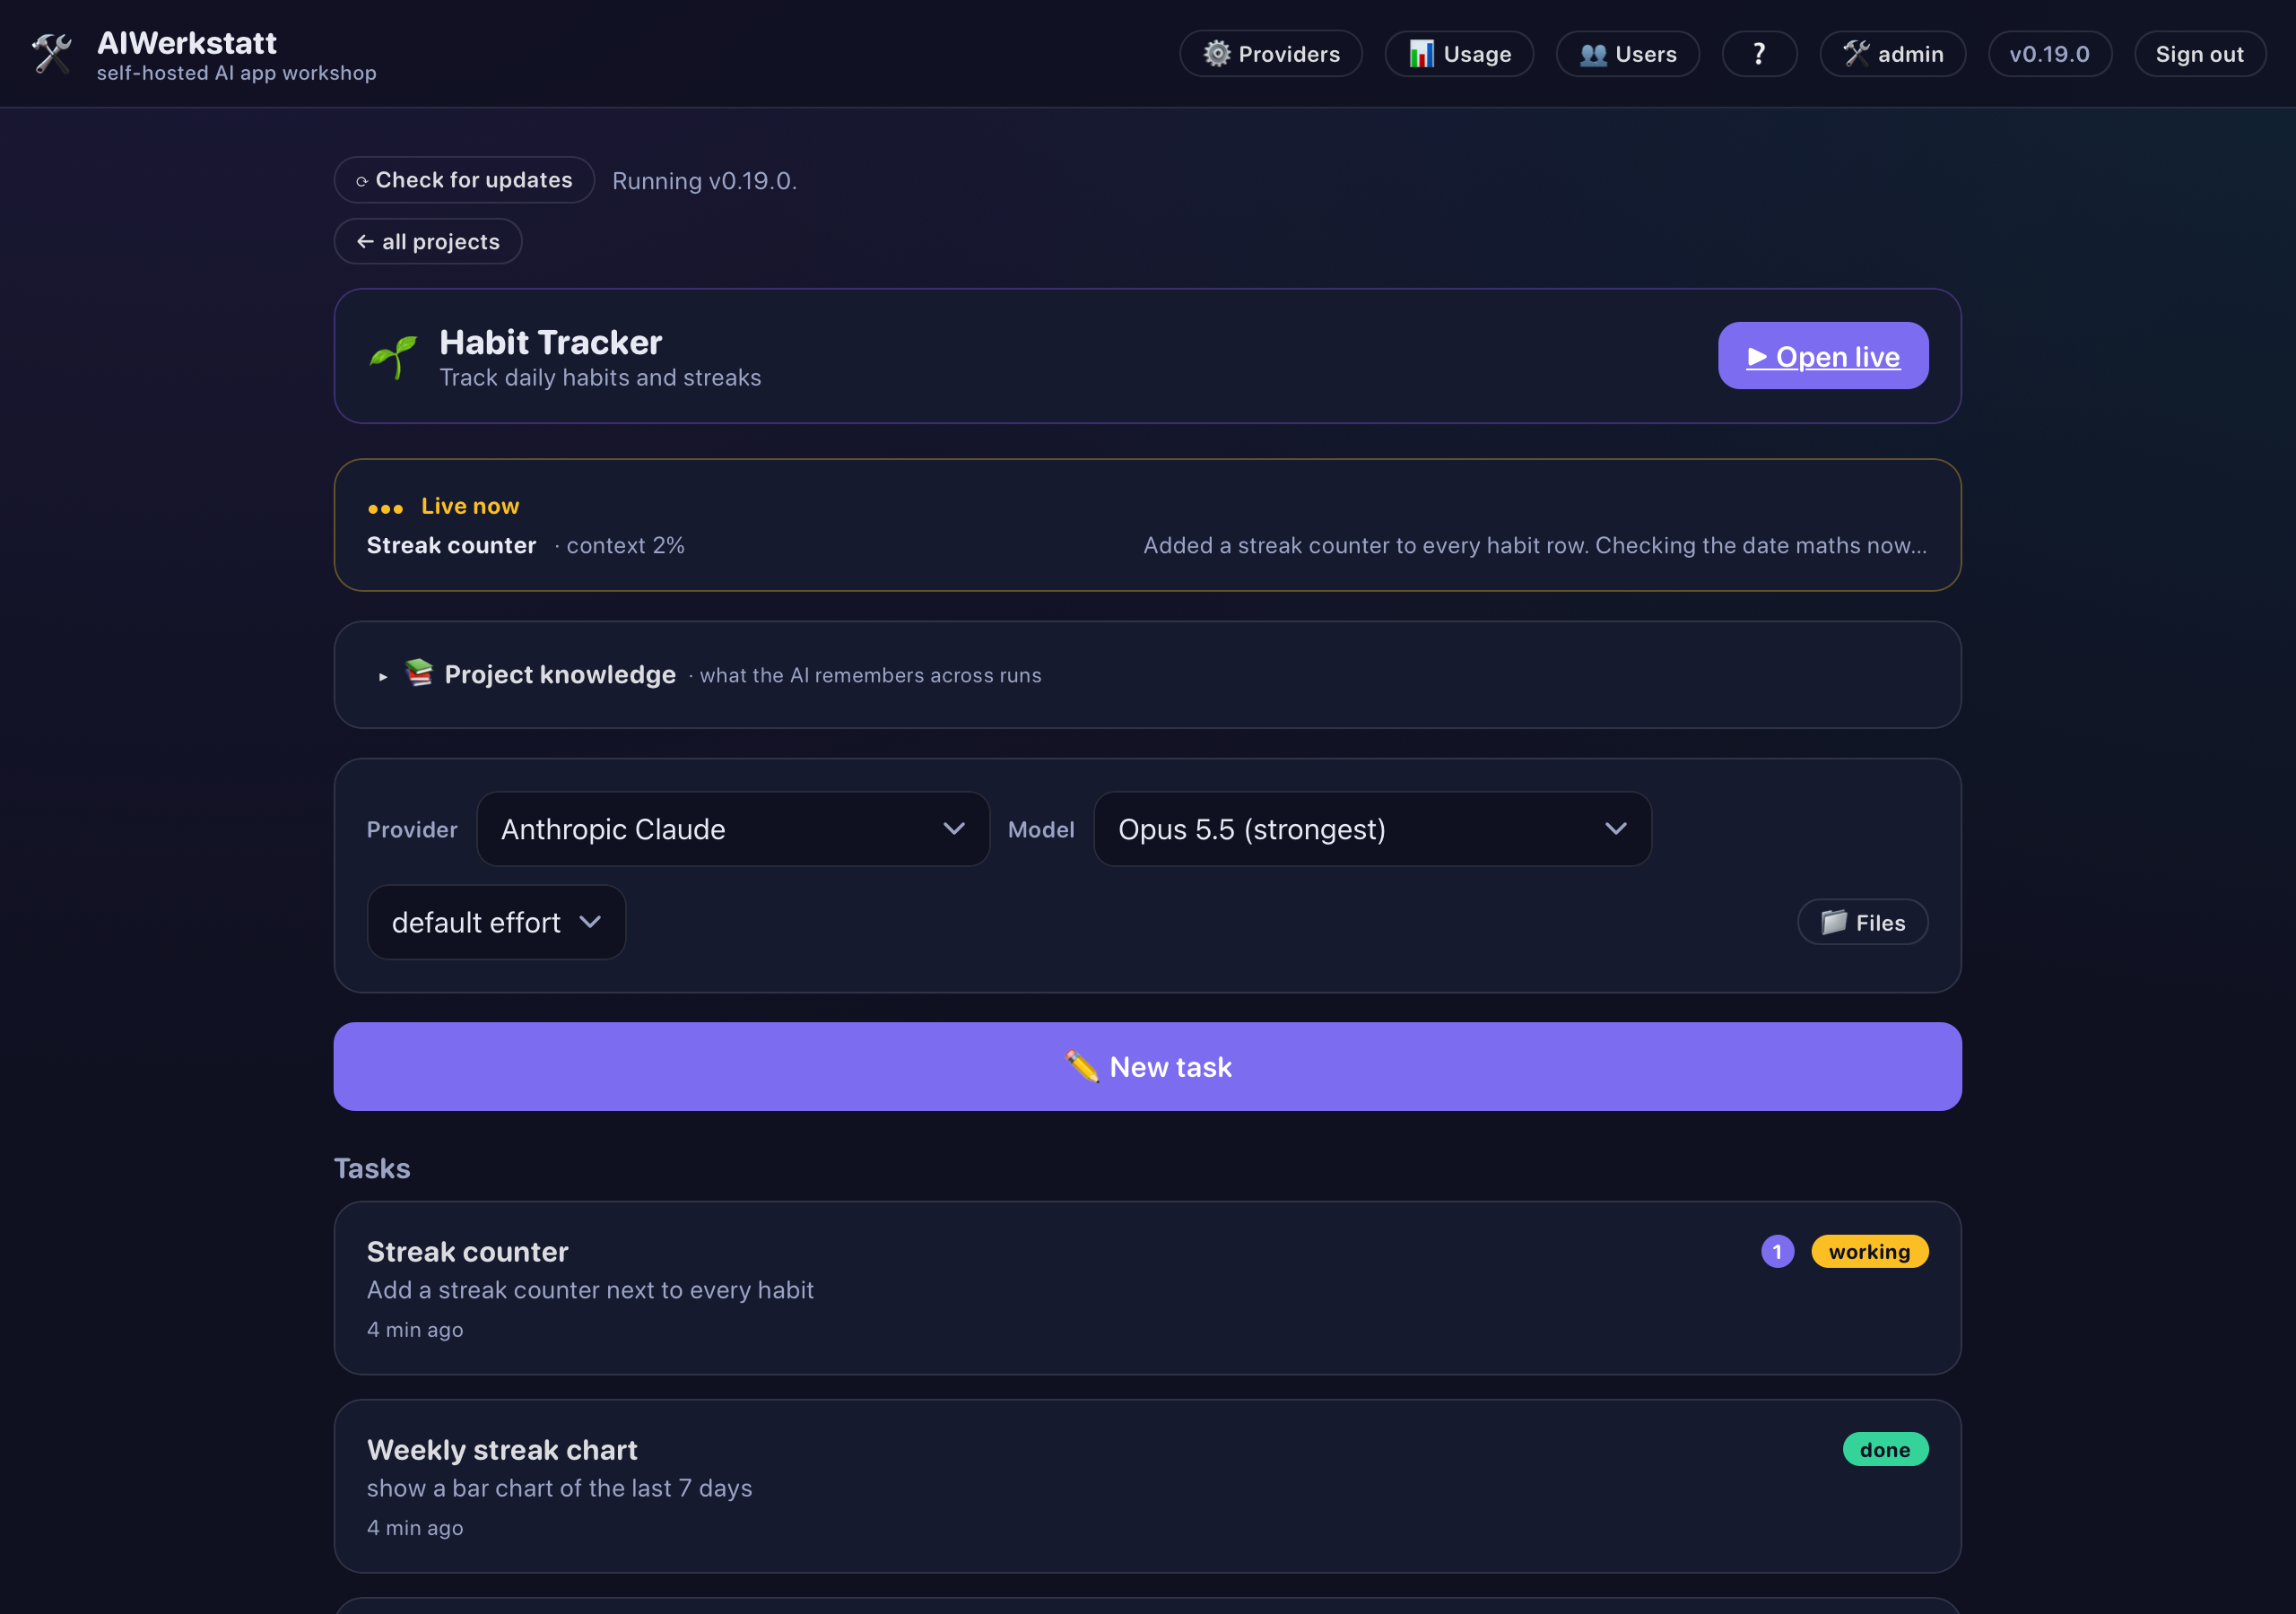 AIWerkstatt
self-hosted AI app workshop
Providers
Usage
Users
?
admin
v0.19.0
Sign out
Check for updates
Running v0.19.0.
← all projects
Habit Tracker
Track daily habits and streaks
▶ Open live
Live now
Streak counter · context 2%
Added a streak counter to every habit row. Checking the date maths now...
Project knowledge · what the AI remembers across runs
Provider
Anthropic Claude
Model
Opus 5.5 (strongest)
default effort
Files
New task
Tasks
Streak counter
1
working
Add a streak counter next to every habit
4 min ago
Weekly streak chart
done
show a bar chart of the last 7 days
4 min ago